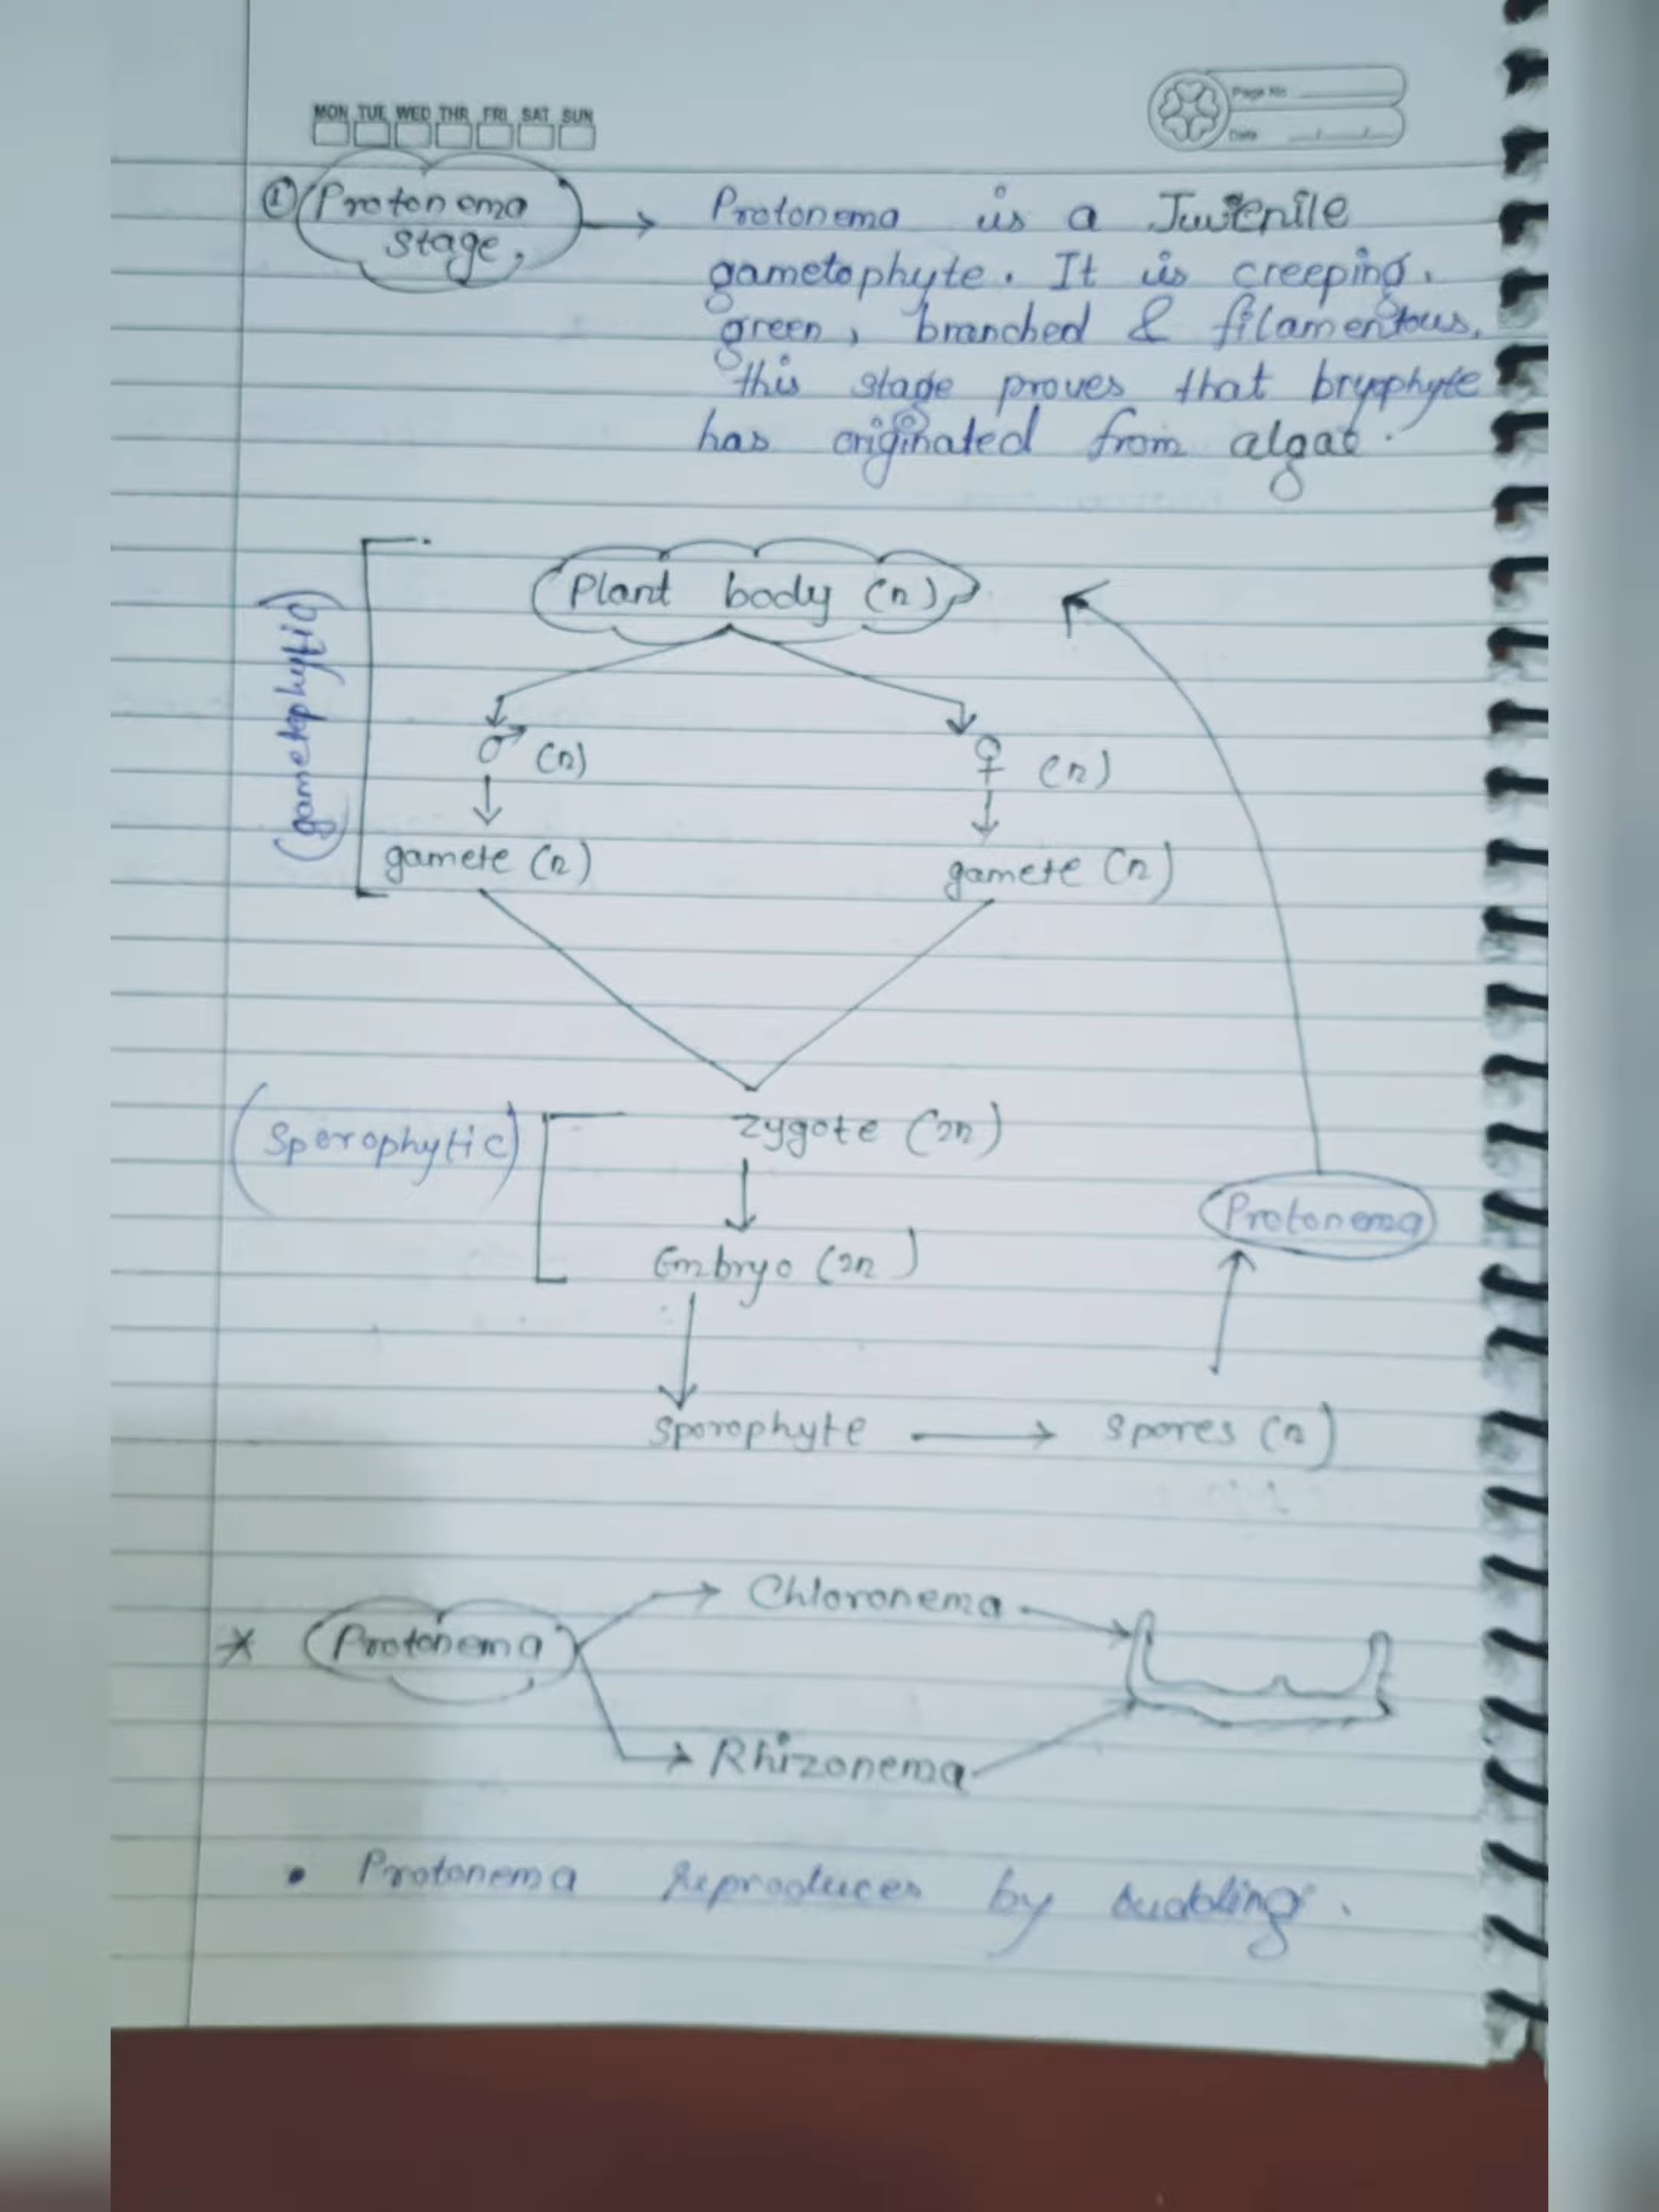 MON TUE WED THR FRI SAT SUN
Page No
Date
① Protonema stage, → Protonema is a Juvenile
gametophyte. It is creeping,
green, branched & filamentous.
this stage proves that bryophyte
has originated from algae.
Plant body (n)
(gametophytic)
♂ (n) ♀ (n)
gamete (n) gamete (n)
(Sporophytic) zygote (2n)
Protonema
Embryo (2n)
Sporophyte → Spores (n)
Chloronema
* Protonema
Rhizonema
• Protonema reproduces by budding.